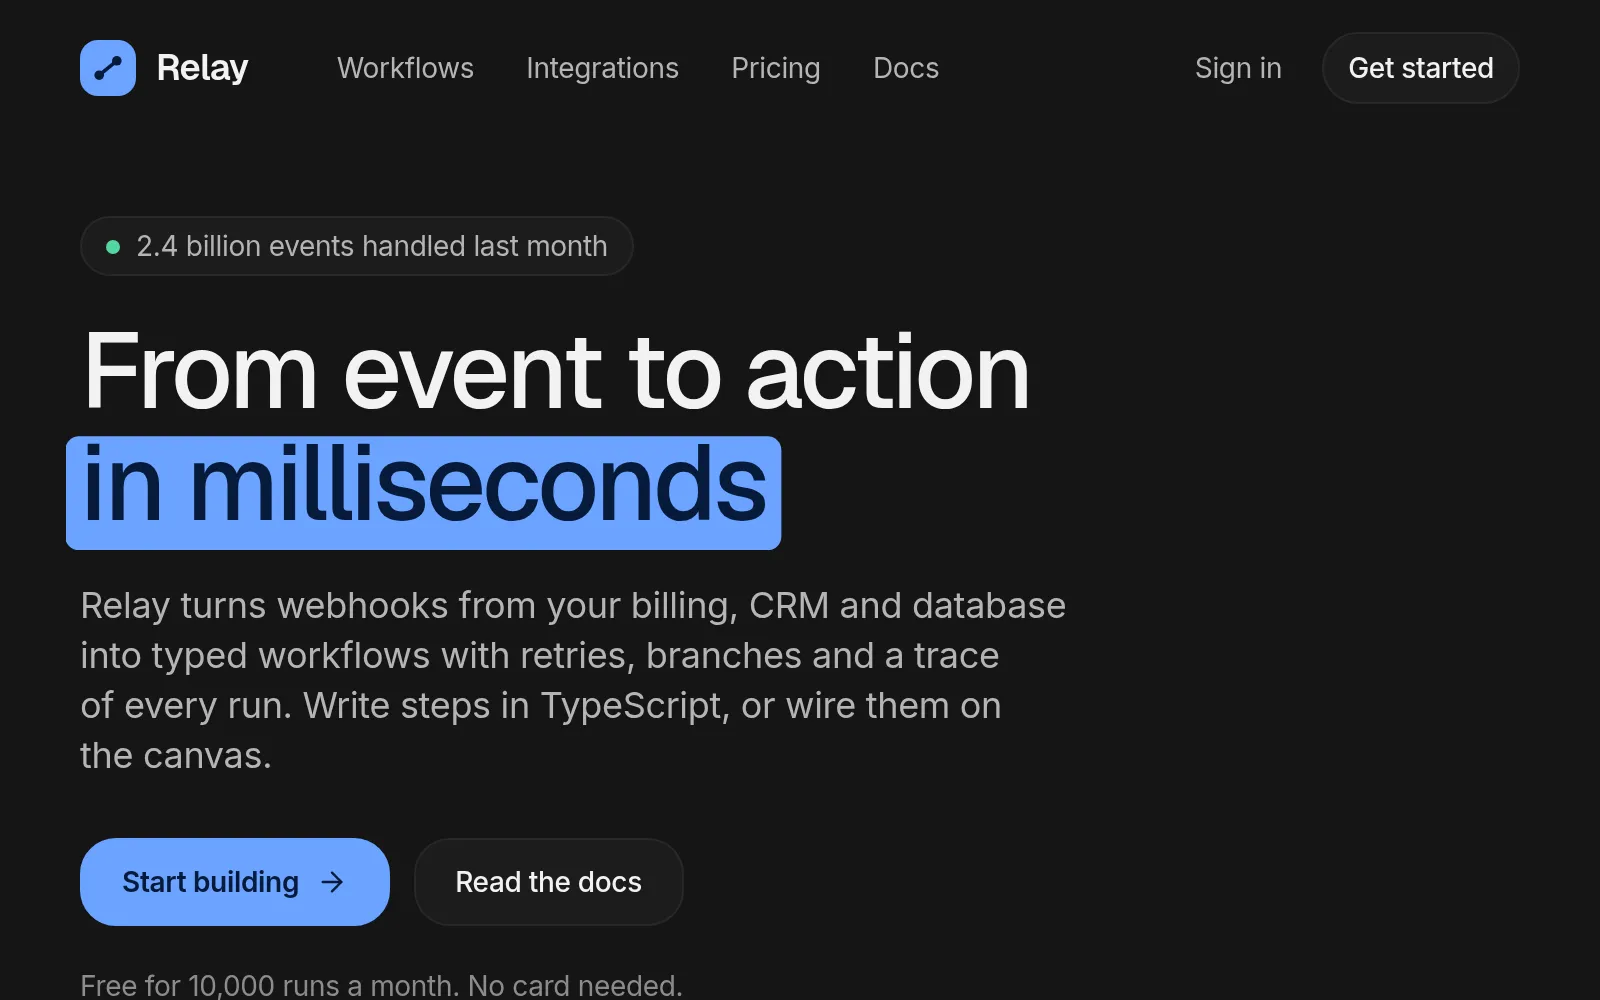 Relay
Workflows
Integrations
Pricing
Docs
Sign in
Get started
2.4 billion events handled last month
From event to action
in milliseconds
Relay turns webhooks from your billing, CRM and database
into typed workflows with retries, branches and a trace
of every run. Write steps in TypeScript, or wire them on
the canvas.
Start building
Read the docs
Free for 10,000 runs a month. No card needed.